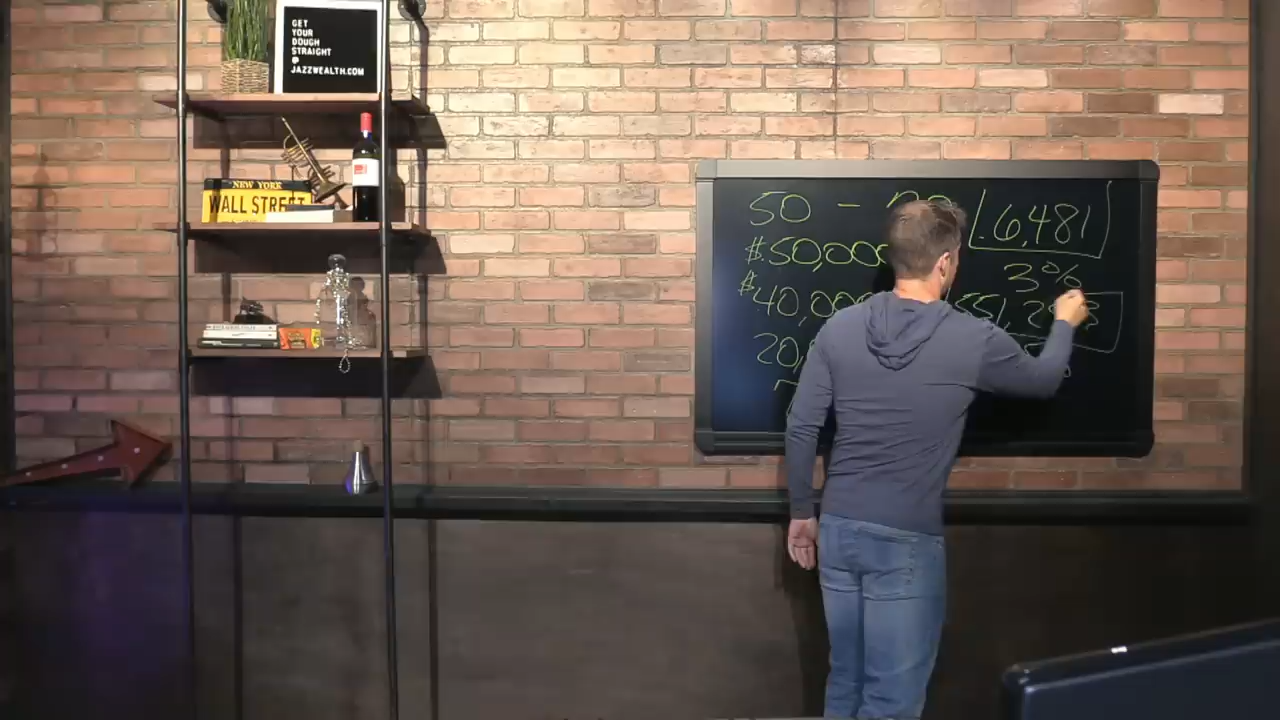 GET
YOUR
DOUGH
STRAIGHT
@
JAZZWEALTH.COM
NEW YORK
WALL STREET
50 -
6,481
$50,000
3%
$40,000
20,